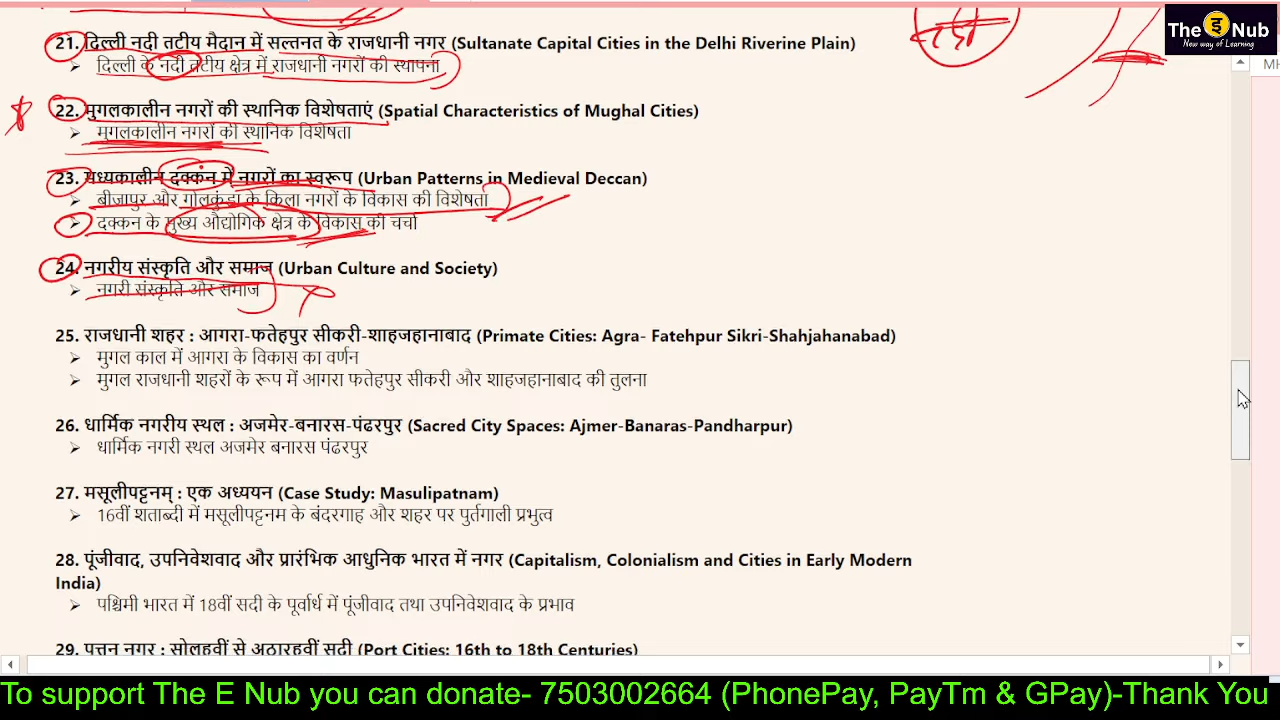 The इ Nub
Now way of Learning
MH
21. दिल्ली नदी तटीय मैदान में सल्तनत के राजधानी नगर (Sultanate Capital Cities in the Delhi Riverine Plain)
➢ दिल्ली के नदी तटीय क्षेत्र में राजधानी नगरों की स्थापना
22. मुगलकालीन नगरों की स्थानिक विशेषताएं (Spatial Characteristics of Mughal Cities)
➢ मुगलकालीन नगरों की स्थानिक विशेषता
23. मध्यकालीन दक्कन में नगरों का स्वरूप (Urban Patterns in Medieval Deccan)
➢ बीजापुर और गोलकुंडा के किला नगरों के विकास की विशेषता
➢ दक्कन के मुख्य औद्योगिक क्षेत्र के विकास की चर्चा
24. नगरीय संस्कृति और समाज (Urban Culture and Society)
➢ नगरी संस्कृति और समाज
25. राजधानी शहर : आगरा-फतेहपुर सीकरी-शाहजहानाबाद (Primate Cities: Agra- Fatehpur Sikri-Shahjahanabad)
➢ मुगल काल में आगरा के विकास का वर्णन
➢ मुगल राजधानी शहरों के रूप में आगरा फतेहपुर सीकरी और शाहजहानाबाद की तुलना
26. धार्मिक नगरीय स्थल : अजमेर-बनारस-पंढरपुर (Sacred City Spaces: Ajmer-Banaras-Pandharpur)
➢ धार्मिक नगरी स्थल अजमेर बनारस पंढरपुर
27. मसूलीपट्टनम् : एक अध्ययन (Case Study: Masulipatnam)
➢ 16वीं शताब्दी में मसूलीपट्टनम के बंदरगाह और शहर पर पुर्तगाली प्रभुत्व
28. पूंजीवाद, उपनिवेशवाद और प्रारंभिक आधुनिक भारत में नगर (Capitalism, Colonialism and Cities in Early Modern
India)
➢ पश्चिमी भारत में 18वीं सदी के पूर्वार्ध में पूंजीवाद तथा उपनिवेशवाद के प्रभाव
29. पत्तन नगर : सोलहवीं से अठारहवीं सदी (Port Cities: 16th to 18th Centuries)
To support The E Nub you can donate- 7503002664 (PhonePay, PayTm & GPay)-Thank You